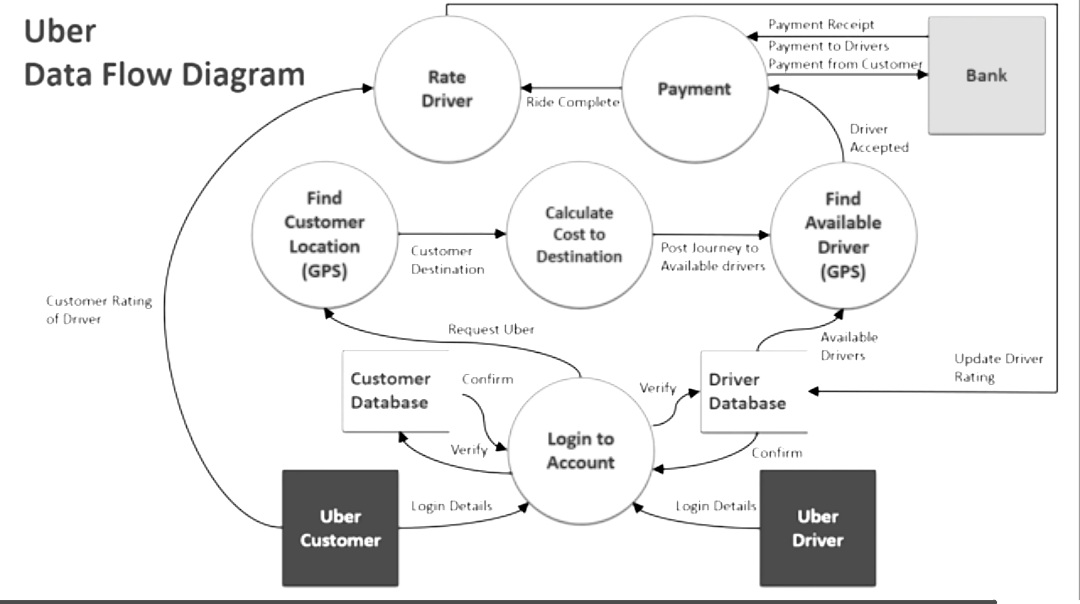 Uber
Data Flow Diagram
Rate
Driver
Payment
Bank
Payment Receipt
Payment to Drivers
Payment from Customer
Ride Complete
Driver
Accepted
Find
Customer
Location
(GPS)
Customer
Destination
Calculate
Cost to
Destination
Post Journey to
Available drivers
Find
Available
Driver
(GPS)
Customer Rating
of Driver
Request Uber
Available
Drivers
Update Driver
Rating
Customer
Database
Confirm
Verify
Verify
Driver
Database
Confirm
Login to
Account
Uber
Customer
Login Details
Login Details
Uber
Driver